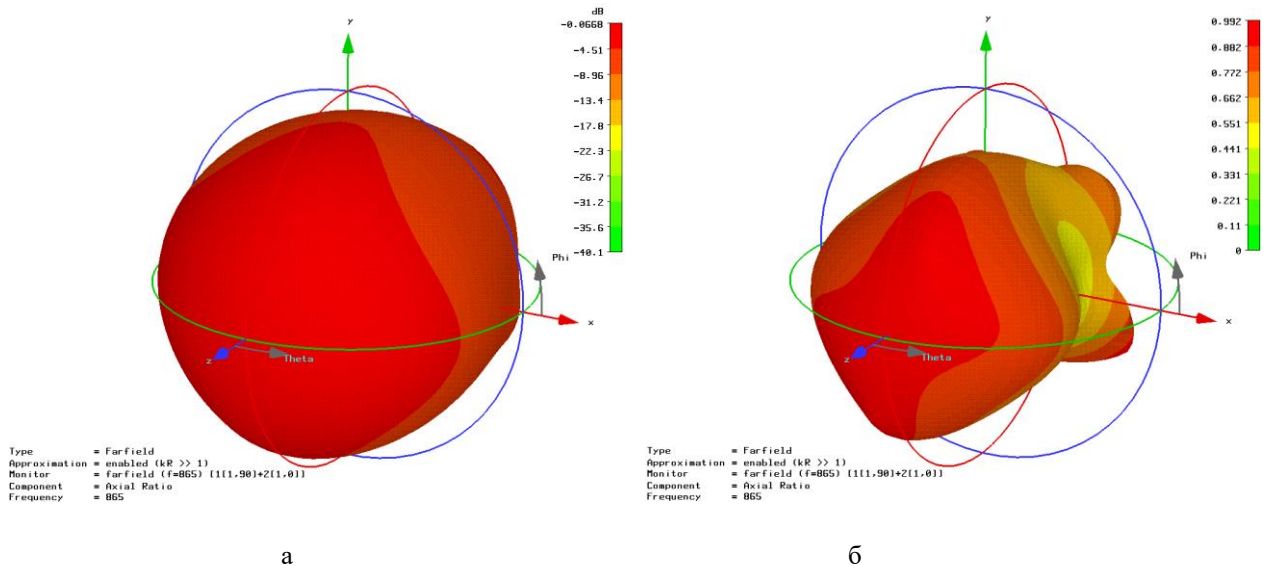 dB
-0.0668
-4.51
-8.96
-13.4
-17.8
-22.3
-26.7
-31.2
-35.6
-40.1
y
Phi
x
z
Theta
Type = Farfield
Approximation = enabled (kR >> 1)
Monitor = farfield (f=865) [1[1,90]+2[1,0]]
Component = Axial Ratio
Frequency = 865
а
0.992
0.882
0.772
0.662
0.551
0.441
0.331
0.221
0.11
0
y
Phi
x
z
Theta
Type = Farfield
Approximation = enabled (kR >> 1)
Monitor = farfield (f=865) [1[1,90]+2[1,0]]
Component = Axial Ratio
Frequency = 865
б